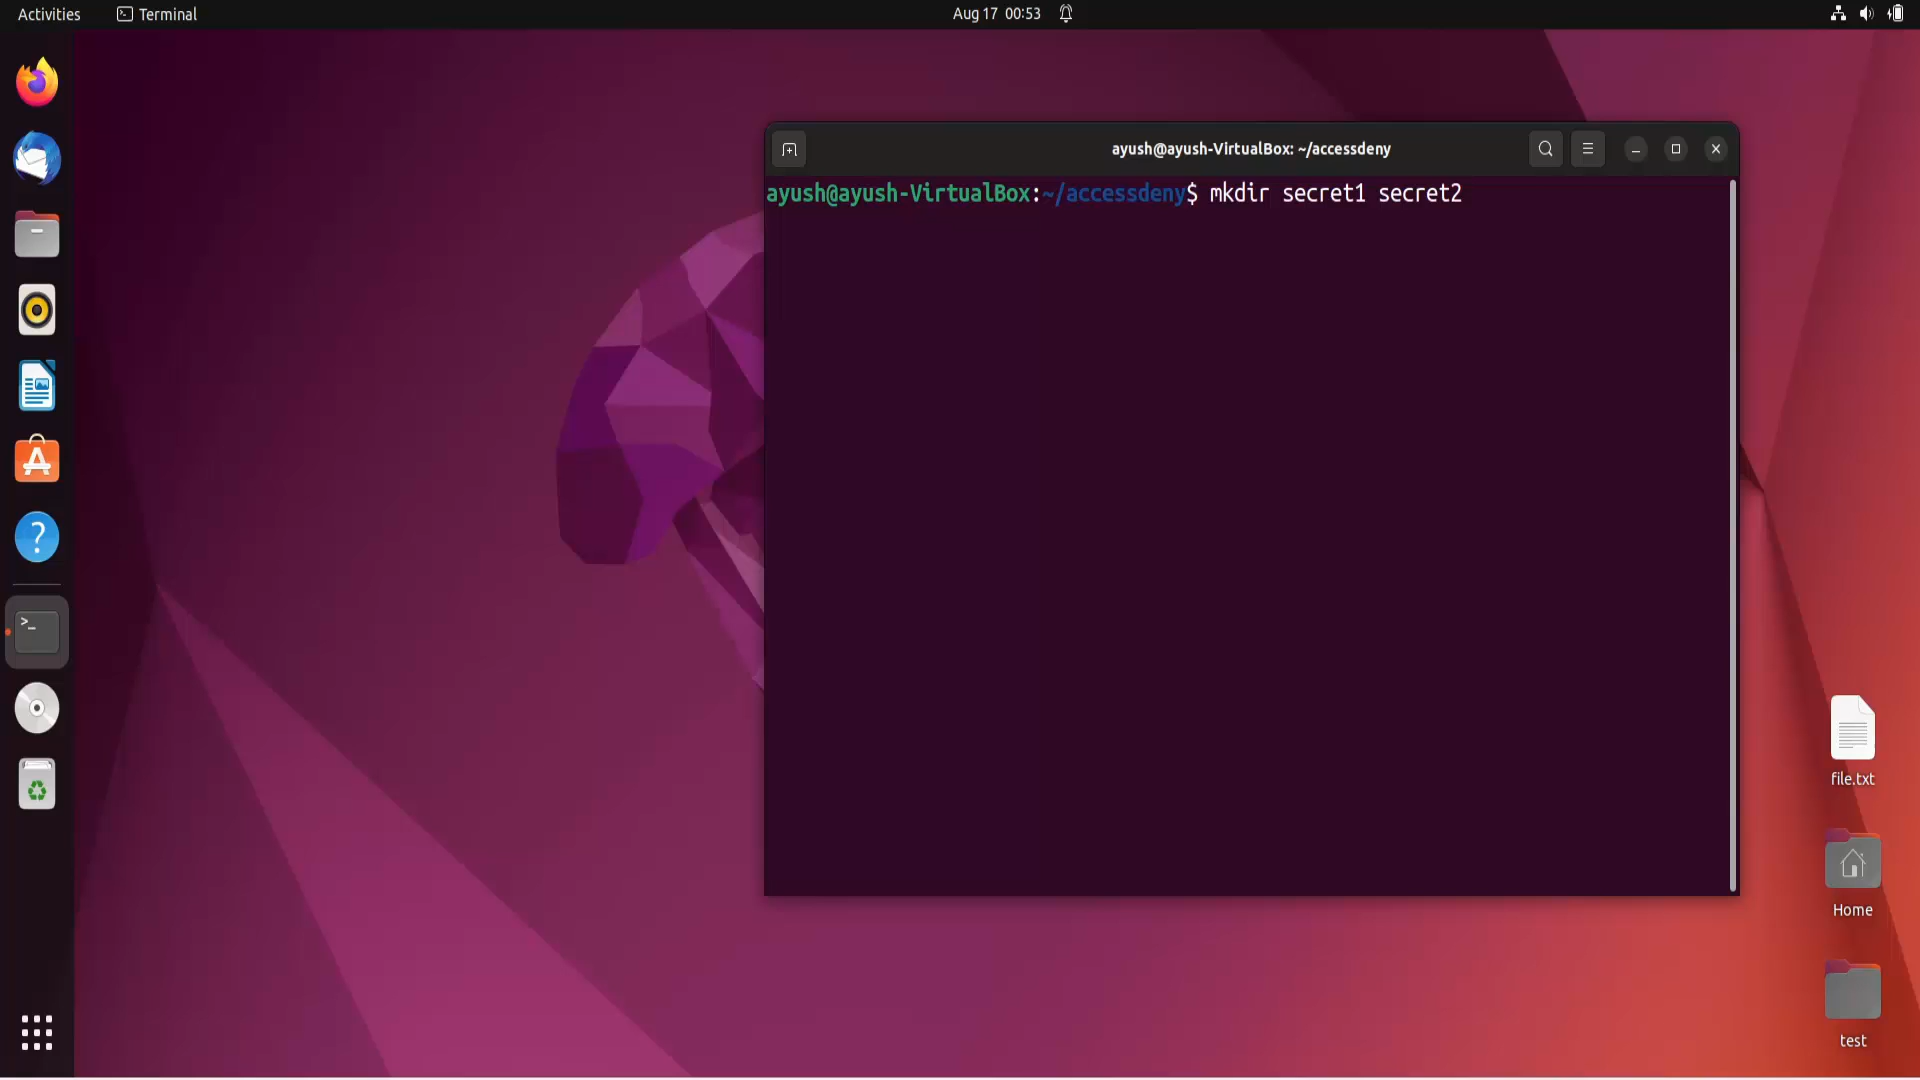 Activities
Terminal
Aug 17 00:53
ayush@ayush-VirtualBox: ~/accessdeny
ayush@ayush-VirtualBox:~/accessdeny$ mkdir secret1 secret2
file.txt
Home
test